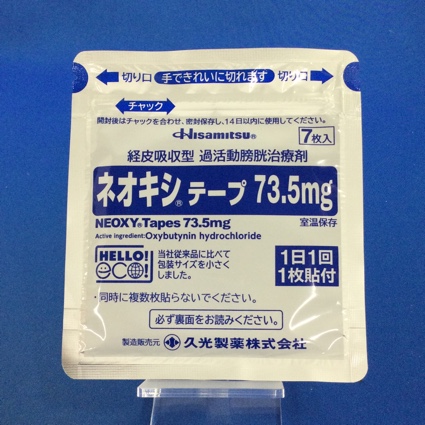 切り口 手できれいに切れます 切り口
チャック
開封後はチャックを合わせ、密封保存し、14日以内に使用してください。
Hisamitsu® 7枚入
経皮吸収型 過活動膀胱治療剤
ネオキシ®テープ 73.5mg
NEOXY®Tapes 73.5mg 室温保存
Active ingredient:Oxybutynin hydrochloride
HELLO!
ECO!
当社従来品に比べて
包装サイズを小さく
しました。
1日1回
1枚貼付
・同時に複数枚貼らないでください。
必ず裏面をお読みください。
製造販売元 久光製薬株式会社